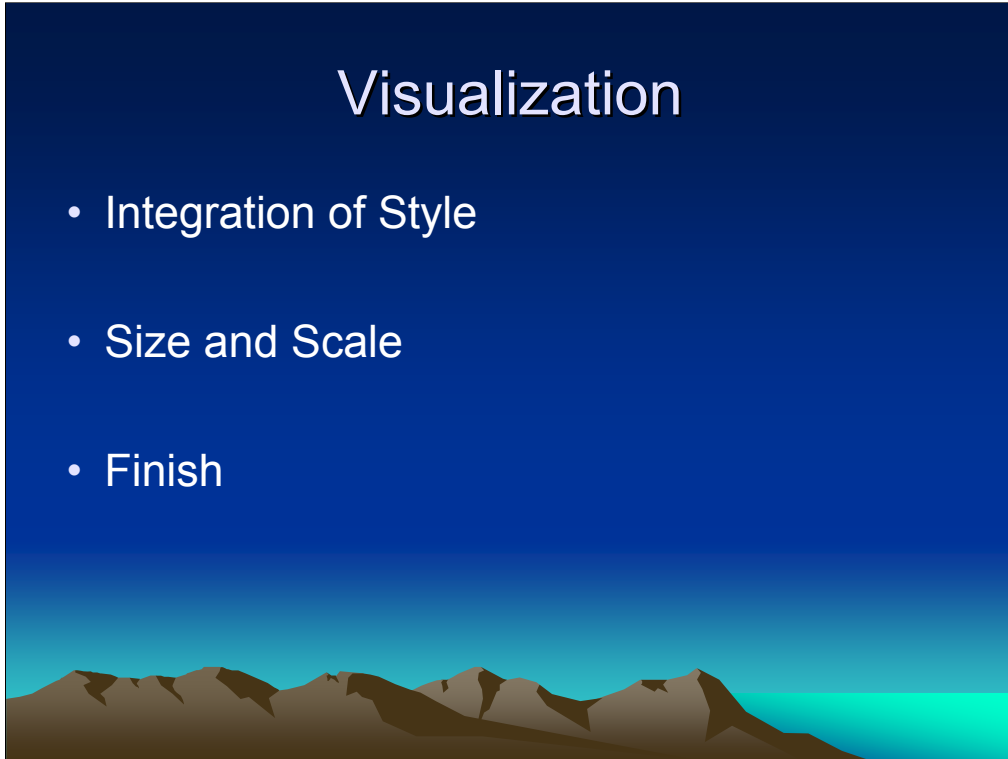 Visualization
• Integration of Style
• Size and Scale
• Finish